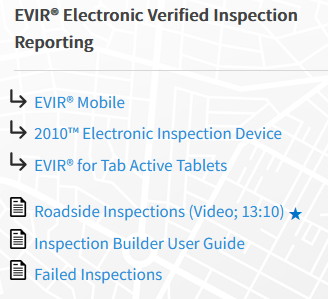 EVIR® Electronic Verified Inspection
Reporting
EVIR® Mobile
2010™ Electronic Inspection Device
EVIR® for Tab Active Tablets
Roadside Inspections (Video; 13:10)
Inspection Builder User Guide
Failed Inspections